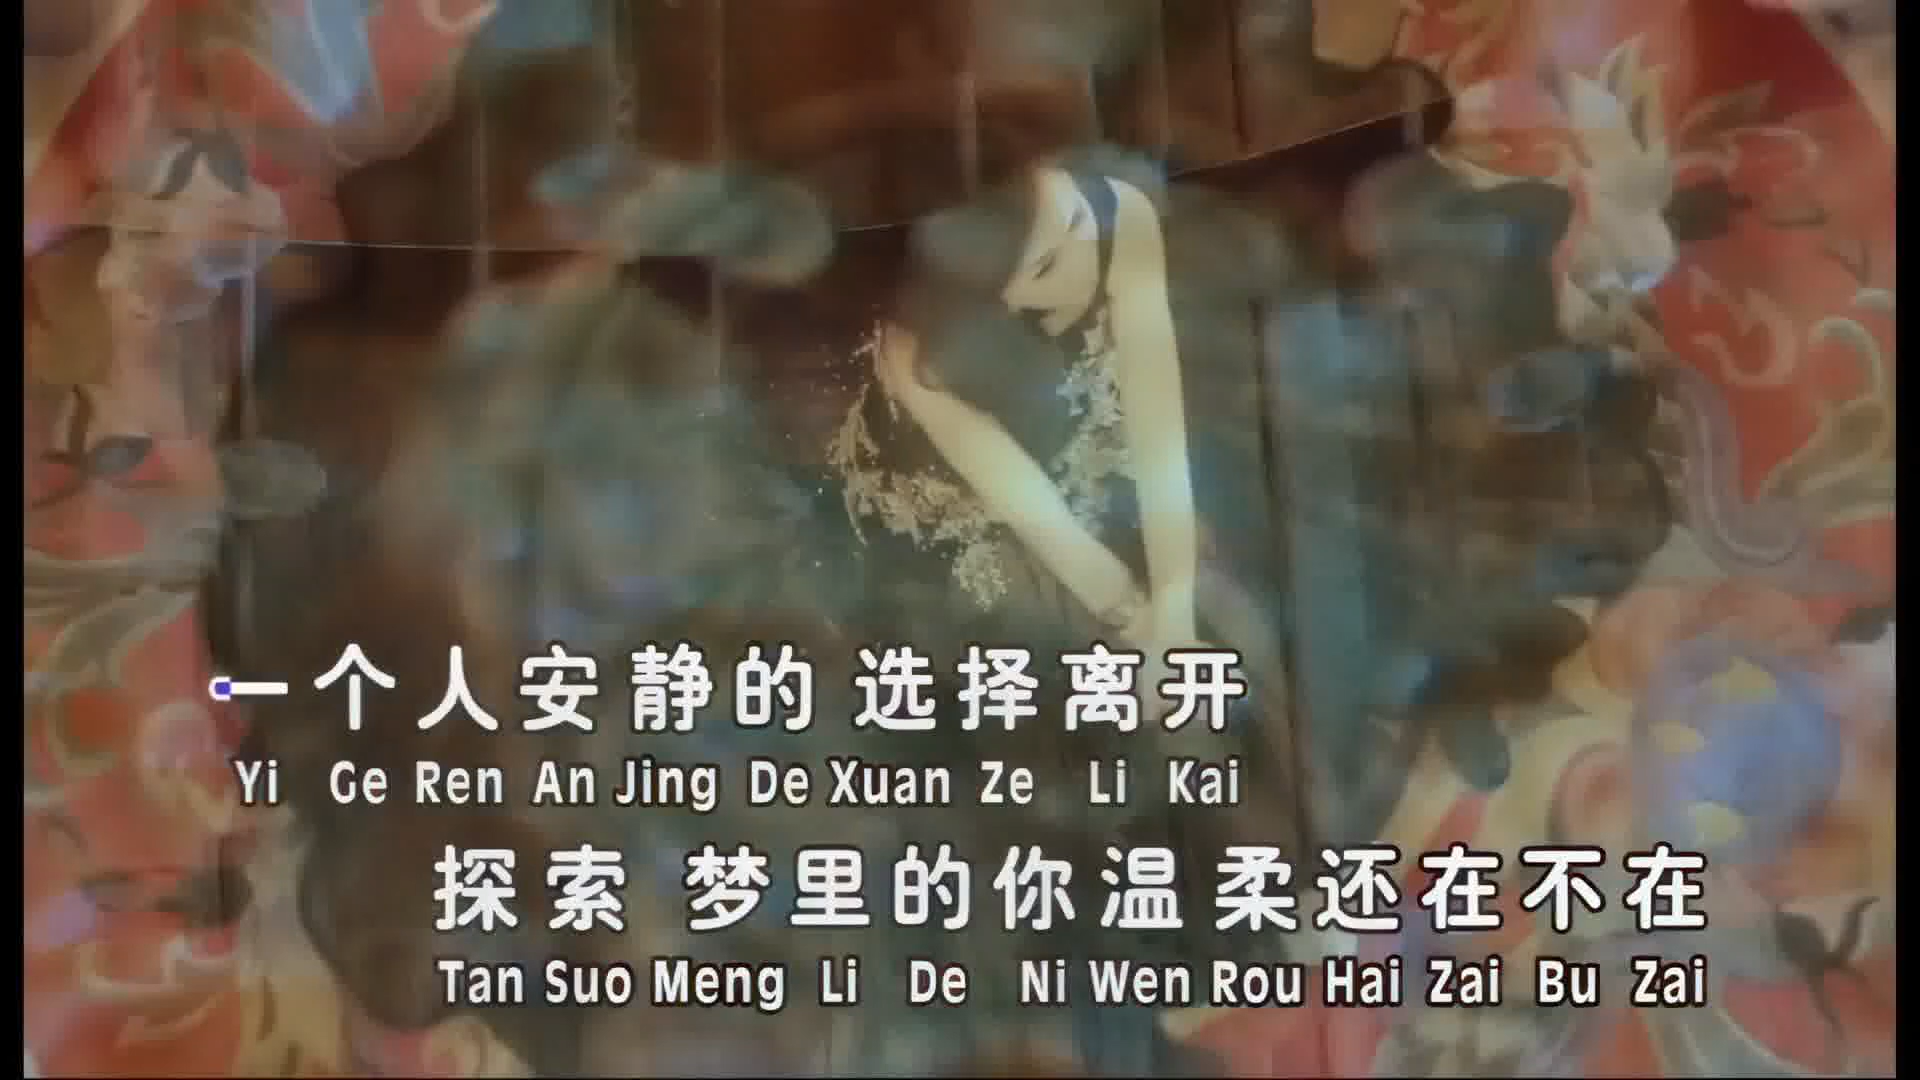 一个人安静的 选择离开
Yi Ge Ren An Jing De Xuan Ze Li Kai
探索 梦里的你温柔还在不在
Tan Suo Meng Li De Ni Wen Rou Hai Zai Bu Zai